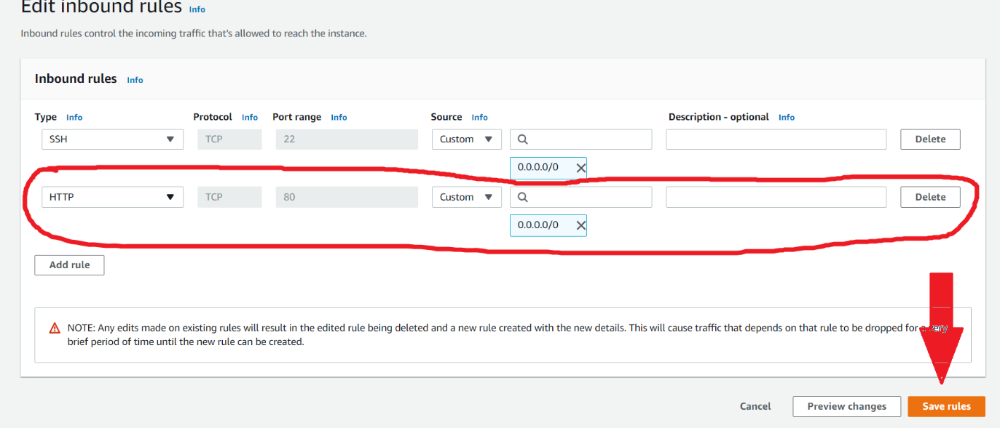 Edit inbound rules Info
Inbound rules control the incoming traffic that's allowed to reach the instance.
Inbound rules Info
Type Info Protocol Info Port range Info Source Info Description - optional Info
SSH TCP 22 Custom Delete
0.0.0.0/0
HTTP TCP 80 Custom Delete
0.0.0.0/0
Add rule
NOTE: Any edits made on existing rules will result in the edited rule being deleted and a new rule created with the new details. This will cause traffic that depends on that rule to be dropped for a very
brief period of time until the new rule can be created.
Cancel Preview changes Save rules